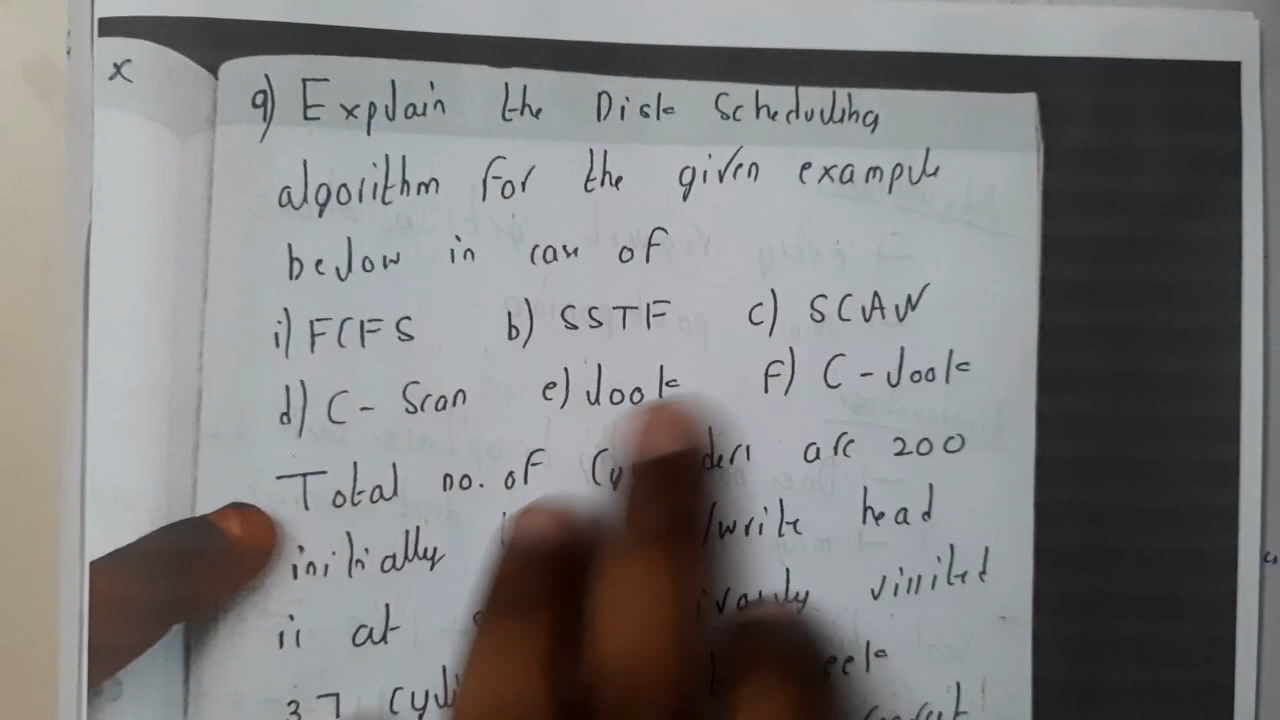 x
9) Explain the Disk Scheduling
algorithm for the given example
below in case of
i) FCFS b) SSTF c) SCAN
d) C- Scan e) Look F) C-Look
Total no. of are 200
initially /write head
is at visited
37